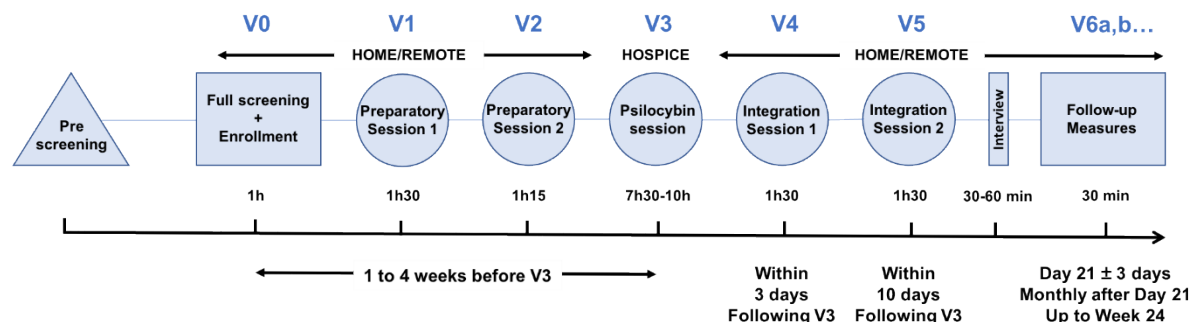 V0 V1 V2 V3 V4 V5 V6a,b...
HOME/REMOTE HOSPICE HOME/REMOTE
Pre
screening
Full screening
+
Enrollment
Preparatory
Session 1
Preparatory
Session 2
Psilocybin
session
Integration
Session 1
Integration
Session 2
Interview
Follow-up
Measures
1h 1h30 1h15 7h30-10h 1h30 1h30 30-60 min 30 min
1 to 4 weeks before V3
Within
3 days
Following V3
Within
10 days
Following V3
Day 21 ± 3 days
Monthly after Day 21
Up to Week 24